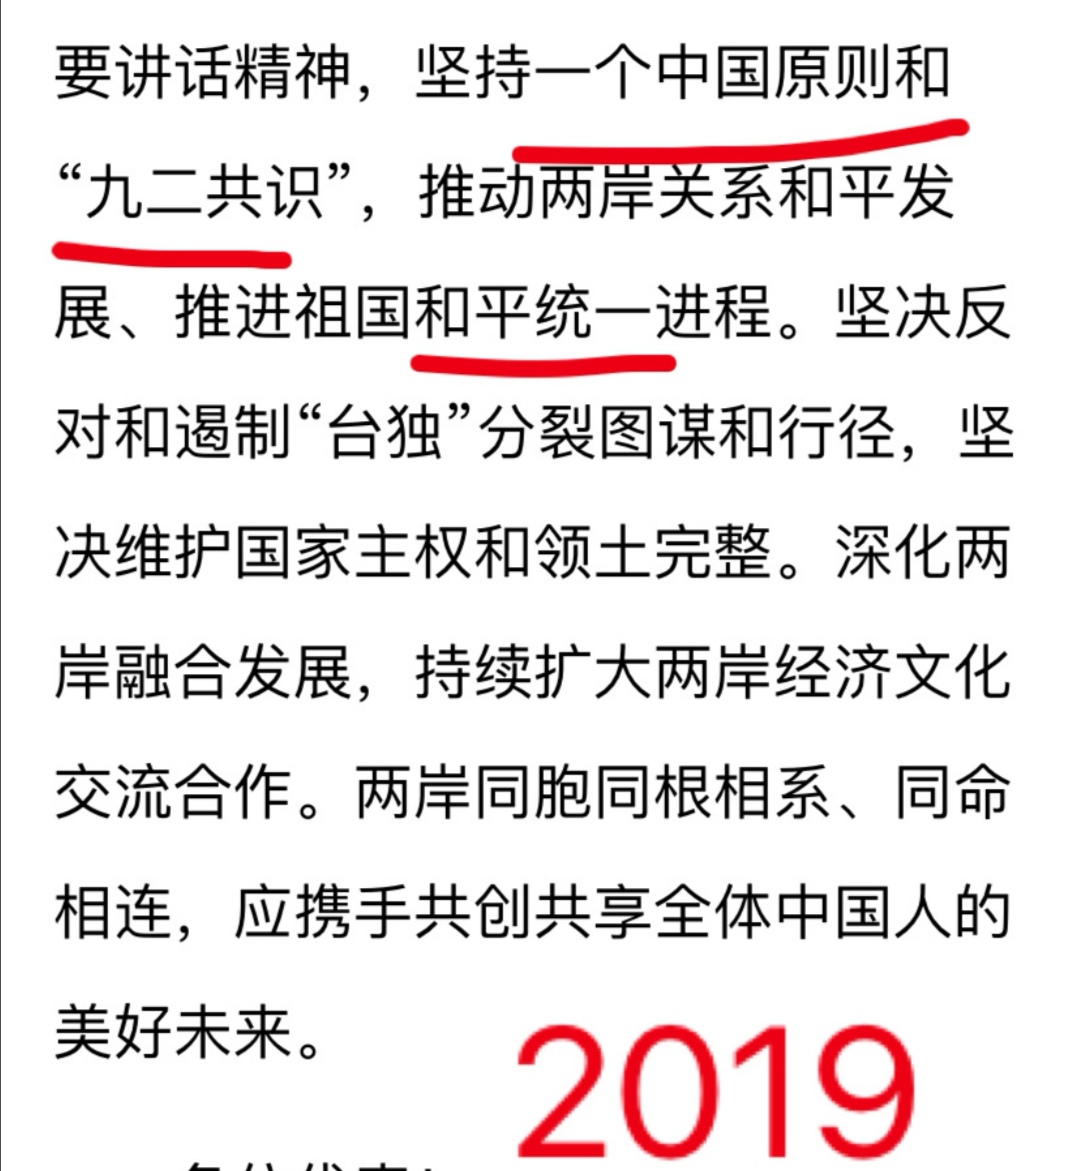 要讲话精神，坚持一个中国原则和
“九二共识”，推动两岸关系和平发
展、推进祖国和平统一进程。坚决反
对和遏制“台独”分裂图谋和行径，坚
决维护国家主权和领土完整。深化两
岸融合发展，持续扩大两岸经济文化
交流合作。两岸同胞同根相系、同命
相连，应携手共创共享全体中国人的
美好未来。
2019